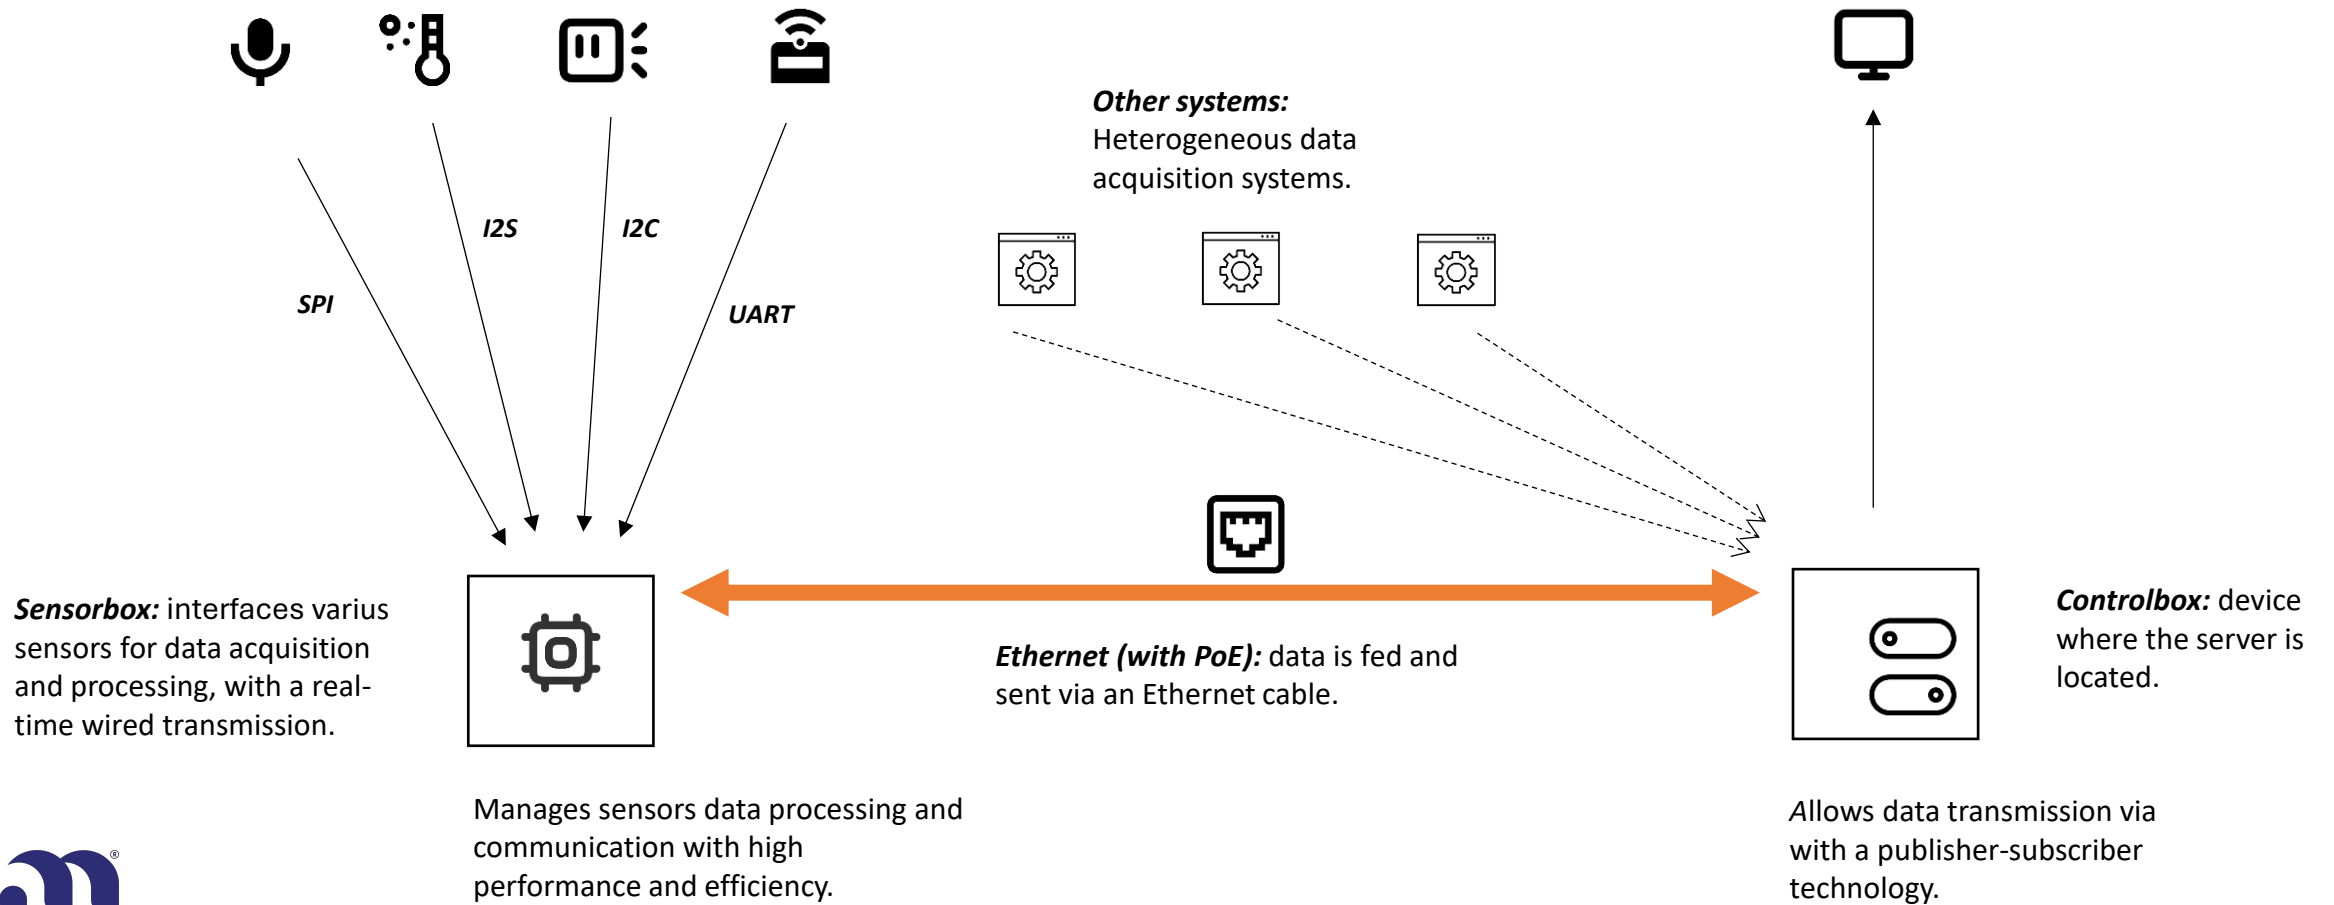 Other systems:
Heterogeneous data
acquisition systems.
I2S
I2C
SPI
UART
Sensorbox: interfaces varius
sensors for data acquisition
and processing, with a real-
time wired transmission.
Ethernet (with PoE): data is fed and
sent via an Ethernet cable.
Controlbox: device
where the server is
located.
Manages sensors data processing and
communication with high
performance and efficiency.
Allows data transmission via
with a publisher-subscriber
technology.
®